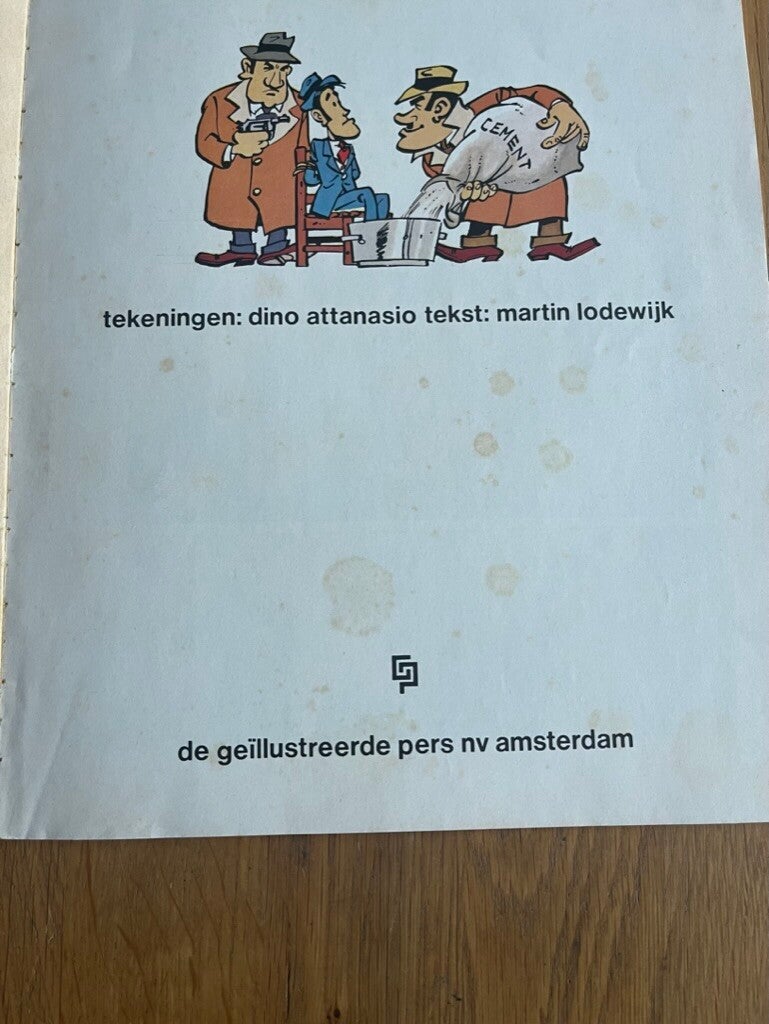 CEMENT
tekeningen: dino attanasio tekst: martin lodewijk
de geïllustreerde pers nv amsterdam